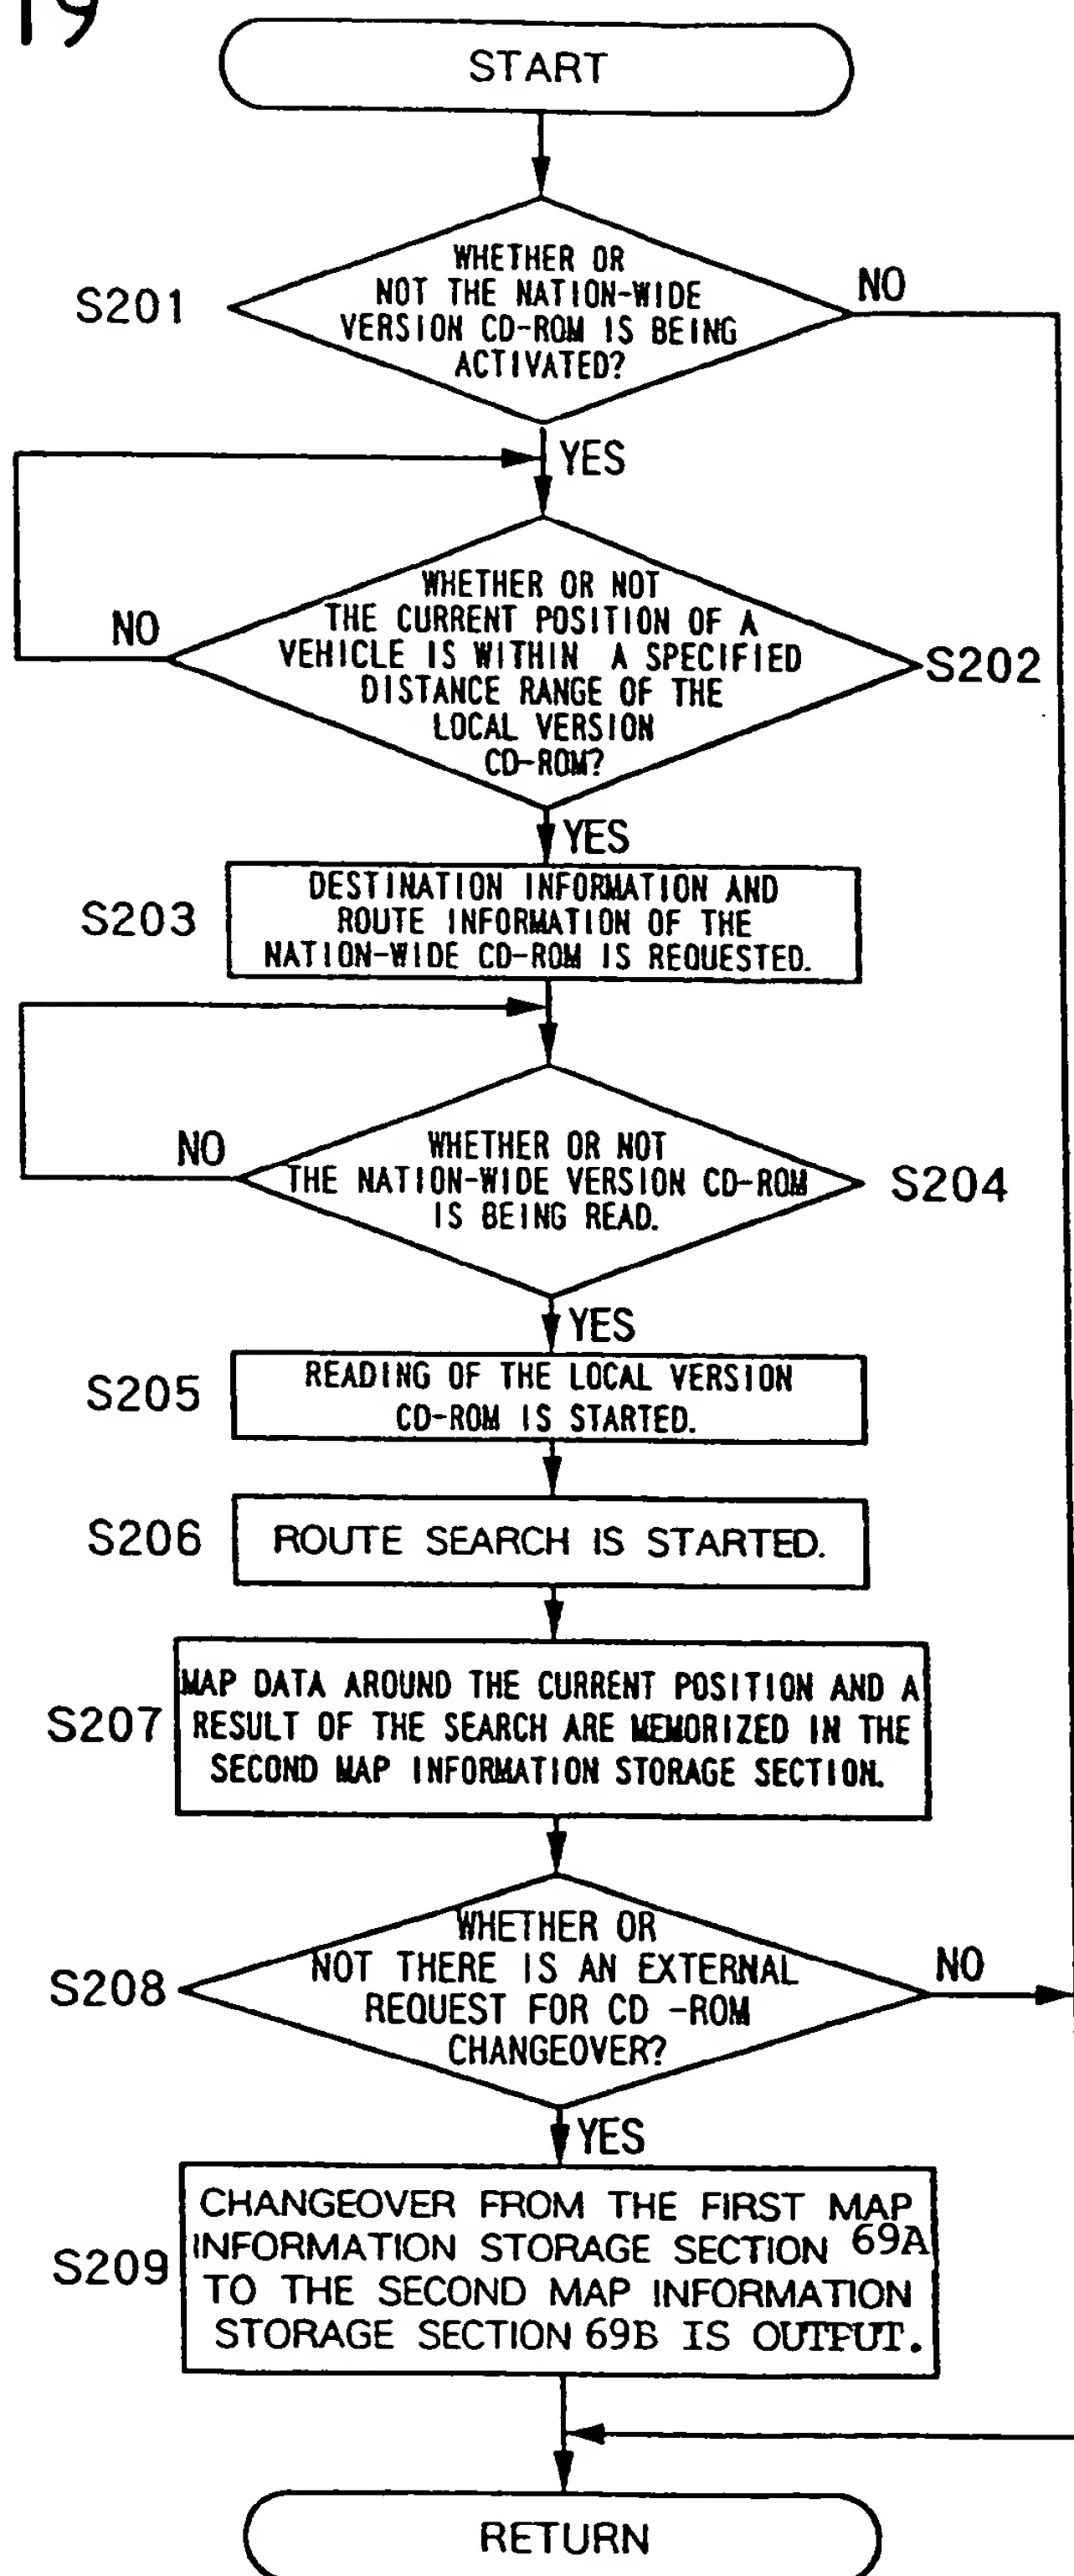 19
START
S201
WHETHER OR
NOT THE NATION-WIDE
VERSION CD-ROM IS BEING
ACTIVATED?
NO
YES
NO
WHETHER OR NOT
THE CURRENT POSITION OF A
VEHICLE IS WITHIN A SPECIFIED
DISTANCE RANGE OF THE
LOCAL VERSION
CD-ROM?
S202
YES
S203
DESTINATION INFORMATION AND
ROUTE INFORMATION OF THE
NATION-WIDE CD-ROM IS REQUESTED.
NO
WHETHER OR NOT
THE NATION-WIDE VERSION CD-ROM
IS BEING READ.
S204
YES
S205
READING OF THE LOCAL VERSION
CD-ROM IS STARTED.
S206
ROUTE SEARCH IS STARTED.
S207
MAP DATA AROUND THE CURRENT POSITION AND A
RESULT OF THE SEARCH ARE MEMORIZED IN THE
SECOND MAP INFORMATION STORAGE SECTION.
S208
WHETHER OR
NOT THERE IS AN EXTERNAL
REQUEST FOR CD -ROM
CHANGEOVER?
NO
YES
S209
CHANGEOVER FROM THE FIRST MAP
INFORMATION STORAGE SECTION 69A
TO THE SECOND MAP INFORMATION
STORAGE SECTION 69B IS OUTPUT.
RETURN